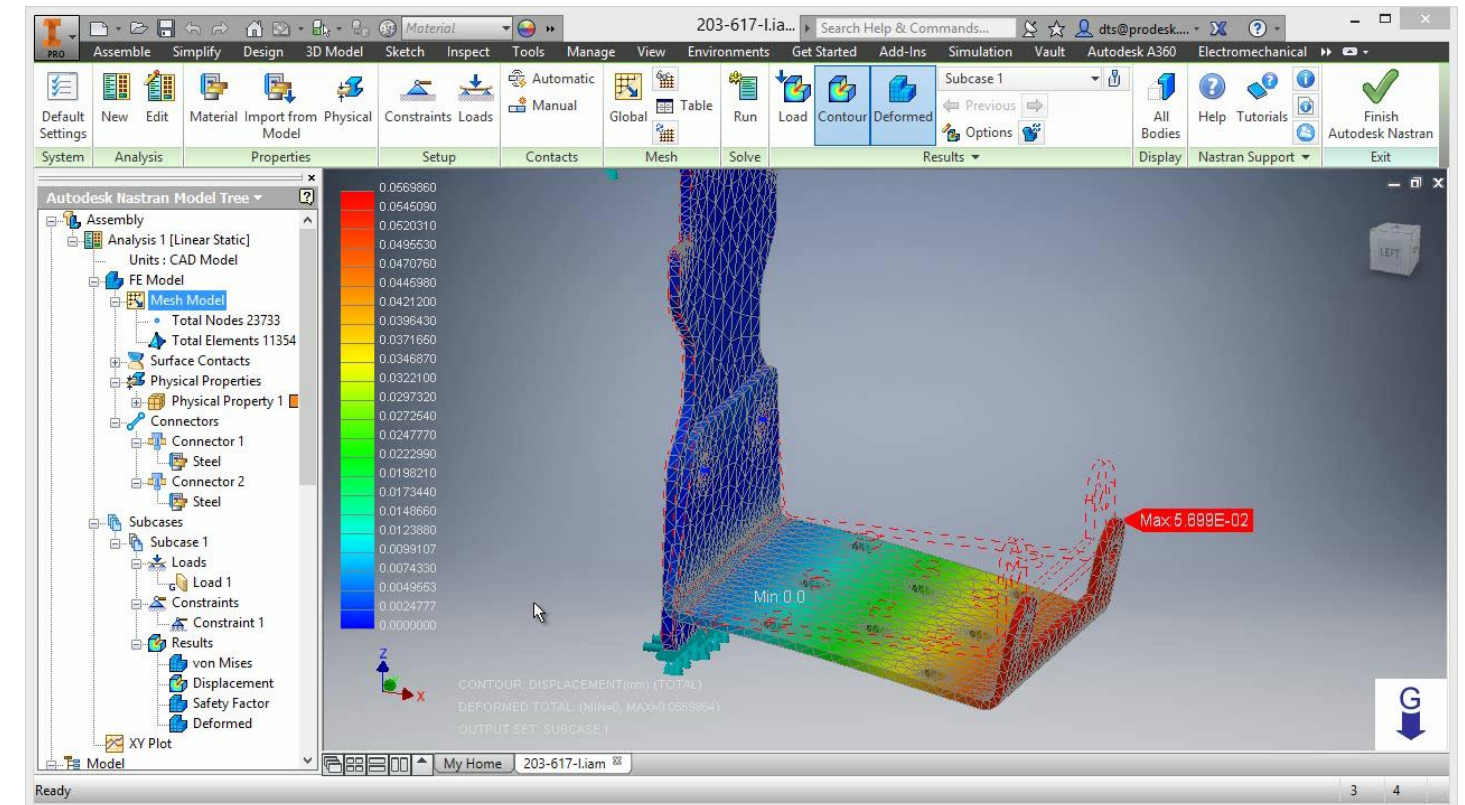 Material
203-617-I.ia...
Search Help & Commands...
dts@prodesk....
PRO
Assemble Simplify Design 3D Model Sketch Inspect Tools Manage View Environments Get Started Add-Ins Simulation Vault Autodesk A360 Electromechanical
Default Settings
New
Edit
Material
Import from Model
Physical
Constraints
Loads
Automatic
Manual
Global
Table
Run
Load
Contour
Deformed
Subcase 1
Previous
Options
All Bodies
Help
Tutorials
Finish Autodesk Nastran
System Analysis Properties Setup Contacts Mesh Solve Results Display Nastran Support Exit
Autodesk Nastran Model Tree
Assembly
Analysis 1 [Linear Static]
Units : CAD Model
FE Model
Mesh Model
Total Nodes 23733
Total Elements 11354
Surface Contacts
Physical Properties
Physical Property 1
Connectors
Connector 1
Steel
Connector 2
Steel
Subcases
Subcase 1
Loads
Load 1
Constraints
Constraint 1
Results
von Mises
Displacement
Safety Factor
Deformed
XY Plot
Model
0.0569860
0.0545090
0.0520310
0.0495530
0.0470760
0.0445980
0.0421200
0.0396430
0.0371650
0.0346870
0.0322100
0.0297320
0.0272540
0.0247770
0.0222990
0.0198210
0.0173440
0.0148660
0.0123880
0.0099107
0.0074330
0.0049553
0.0024777
0.0000000
LEFT
Max:5.699E-02
Min:0.0
Z
X
CONTOUR: DISPLACEMENT(mm) (TOTAL)
DEFORMED TOTAL: (MIN=0, MAX=0.0569864)
OUTPUT SET: SUBCASE 1
G
My Home
203-617-I.iam
Ready
3 4